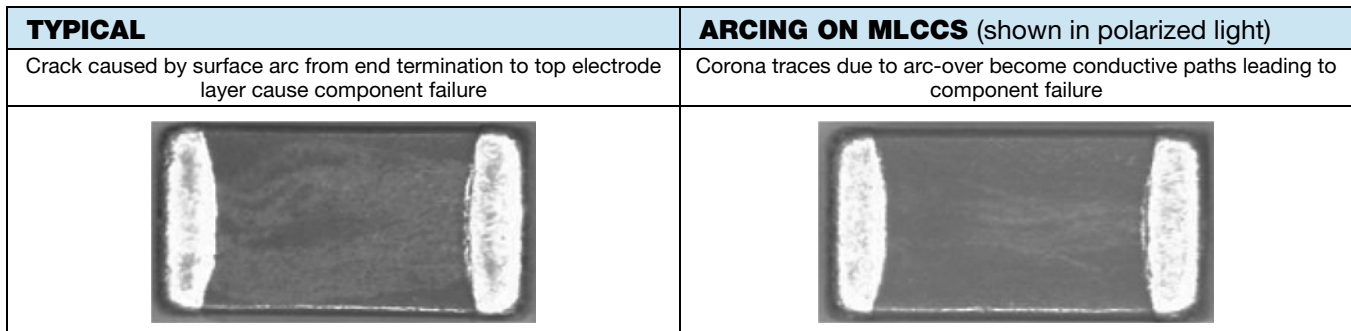 TYPICAL
ARCING ON MLCCS (shown in polarized light)
Crack caused by surface arc from end termination to top electrode
layer cause component failure
Corona traces due to arc-over become conductive paths leading to
component failure